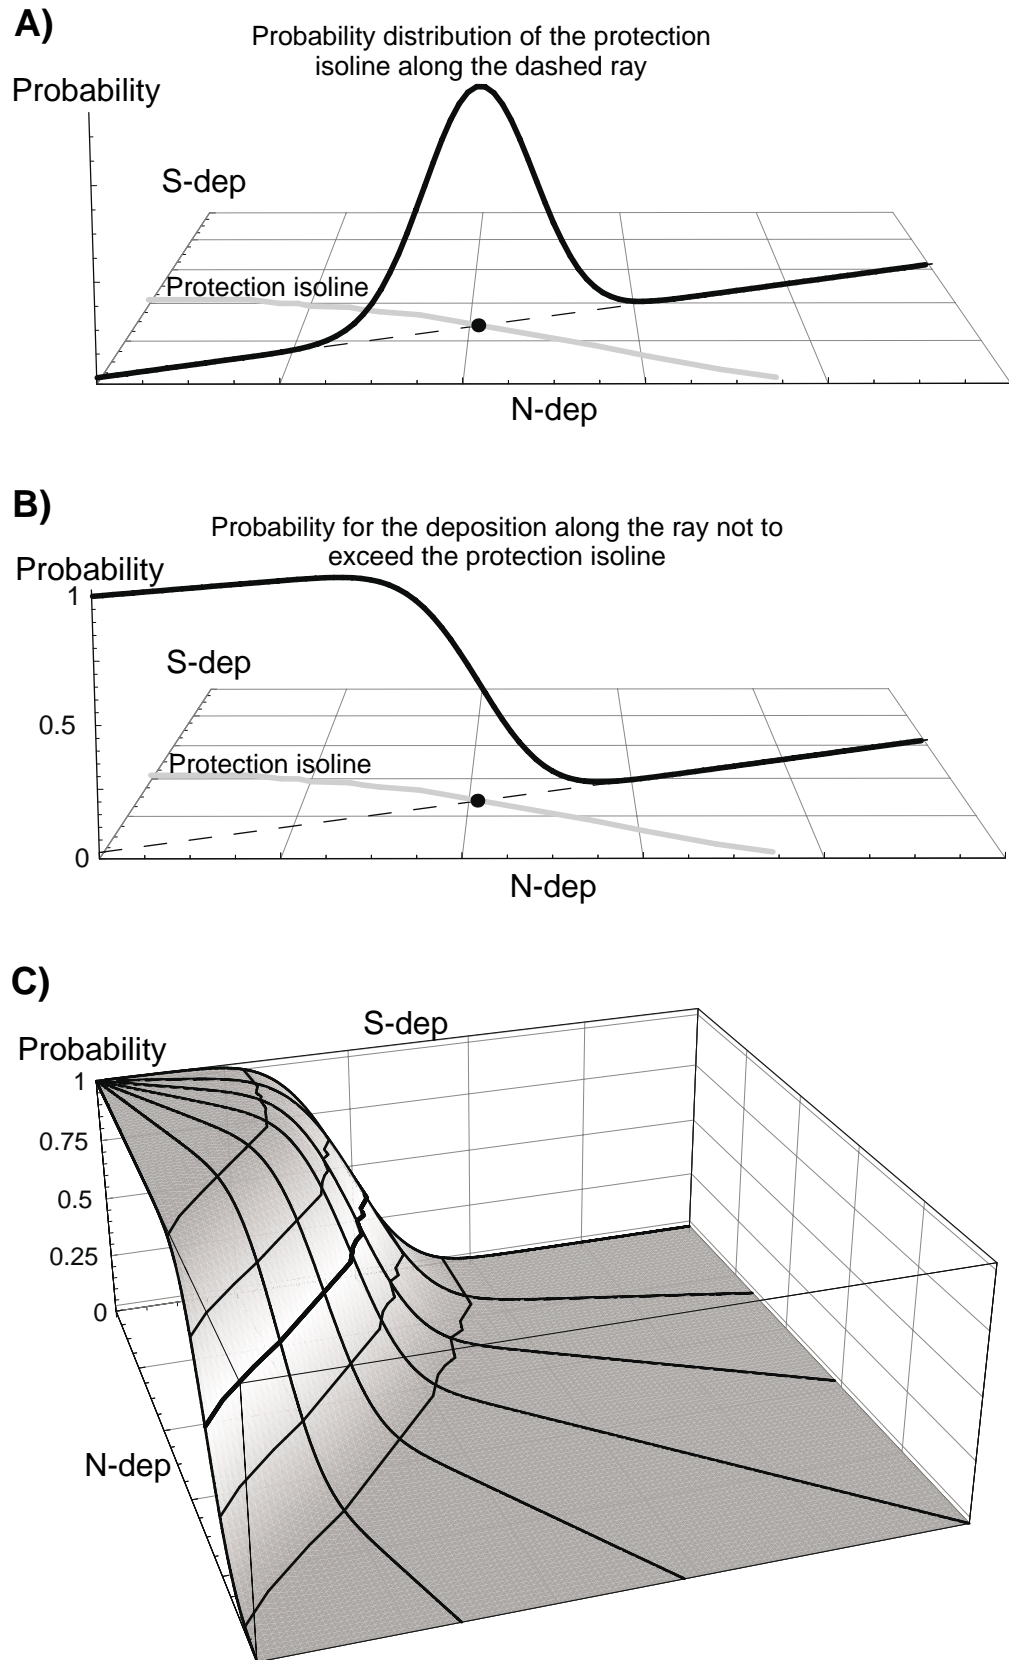 A)
Probability distribution of the protection
isoline along the dashed ray
Probability
S-dep
Protection isoline
N-dep
B)
Probability for the deposition along the ray not to
exceed the protection isoline
Probability
1
S-dep
0.5
Protection isoline
0
N-dep
C)
S-dep
Probability
1
0.75
0.5
0.25
0
N-dep